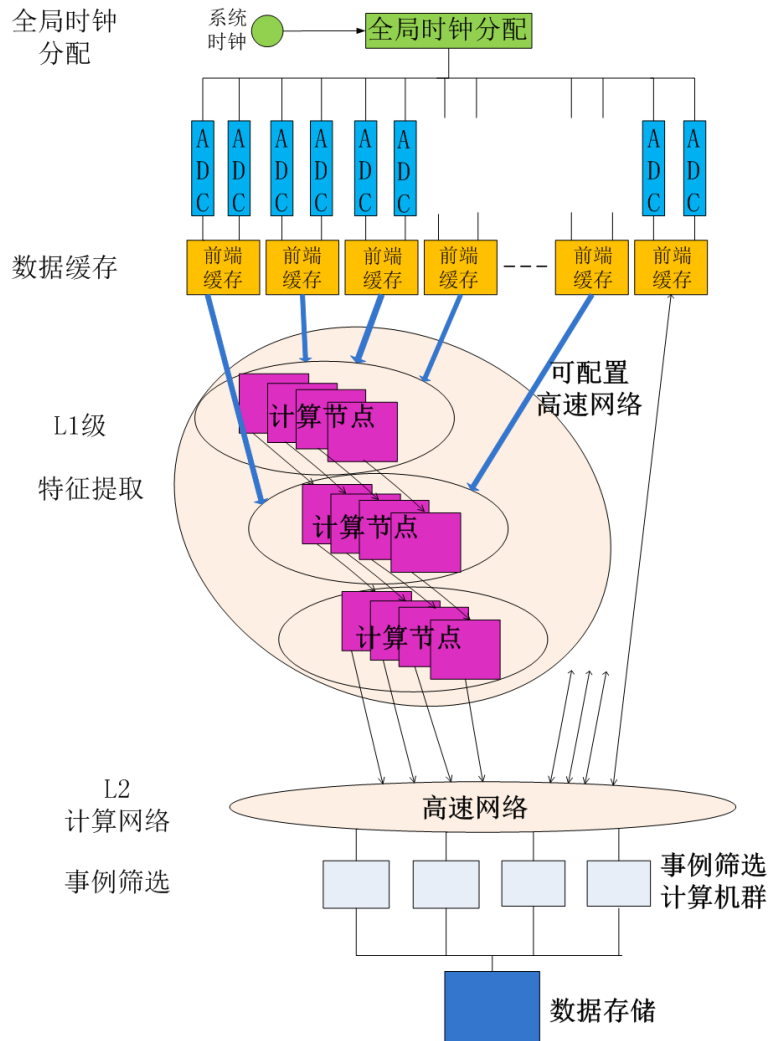 全局时钟
分配
系统
时钟
全局时钟分配
A
D
C
A
D
C
A
D
C
A
D
C
A
D
C
A
D
C
A
D
C
A
D
C
数据缓存
前端
缓存
前端
缓存
前端
缓存
前端
缓存
前端
缓存
前端
缓存
可配置
高速网络
L1级
特征提取
计算节点
计算节点
计算节点
L2
计算网络
高速网络
事例筛选
事例筛选
计算机群
数据存储